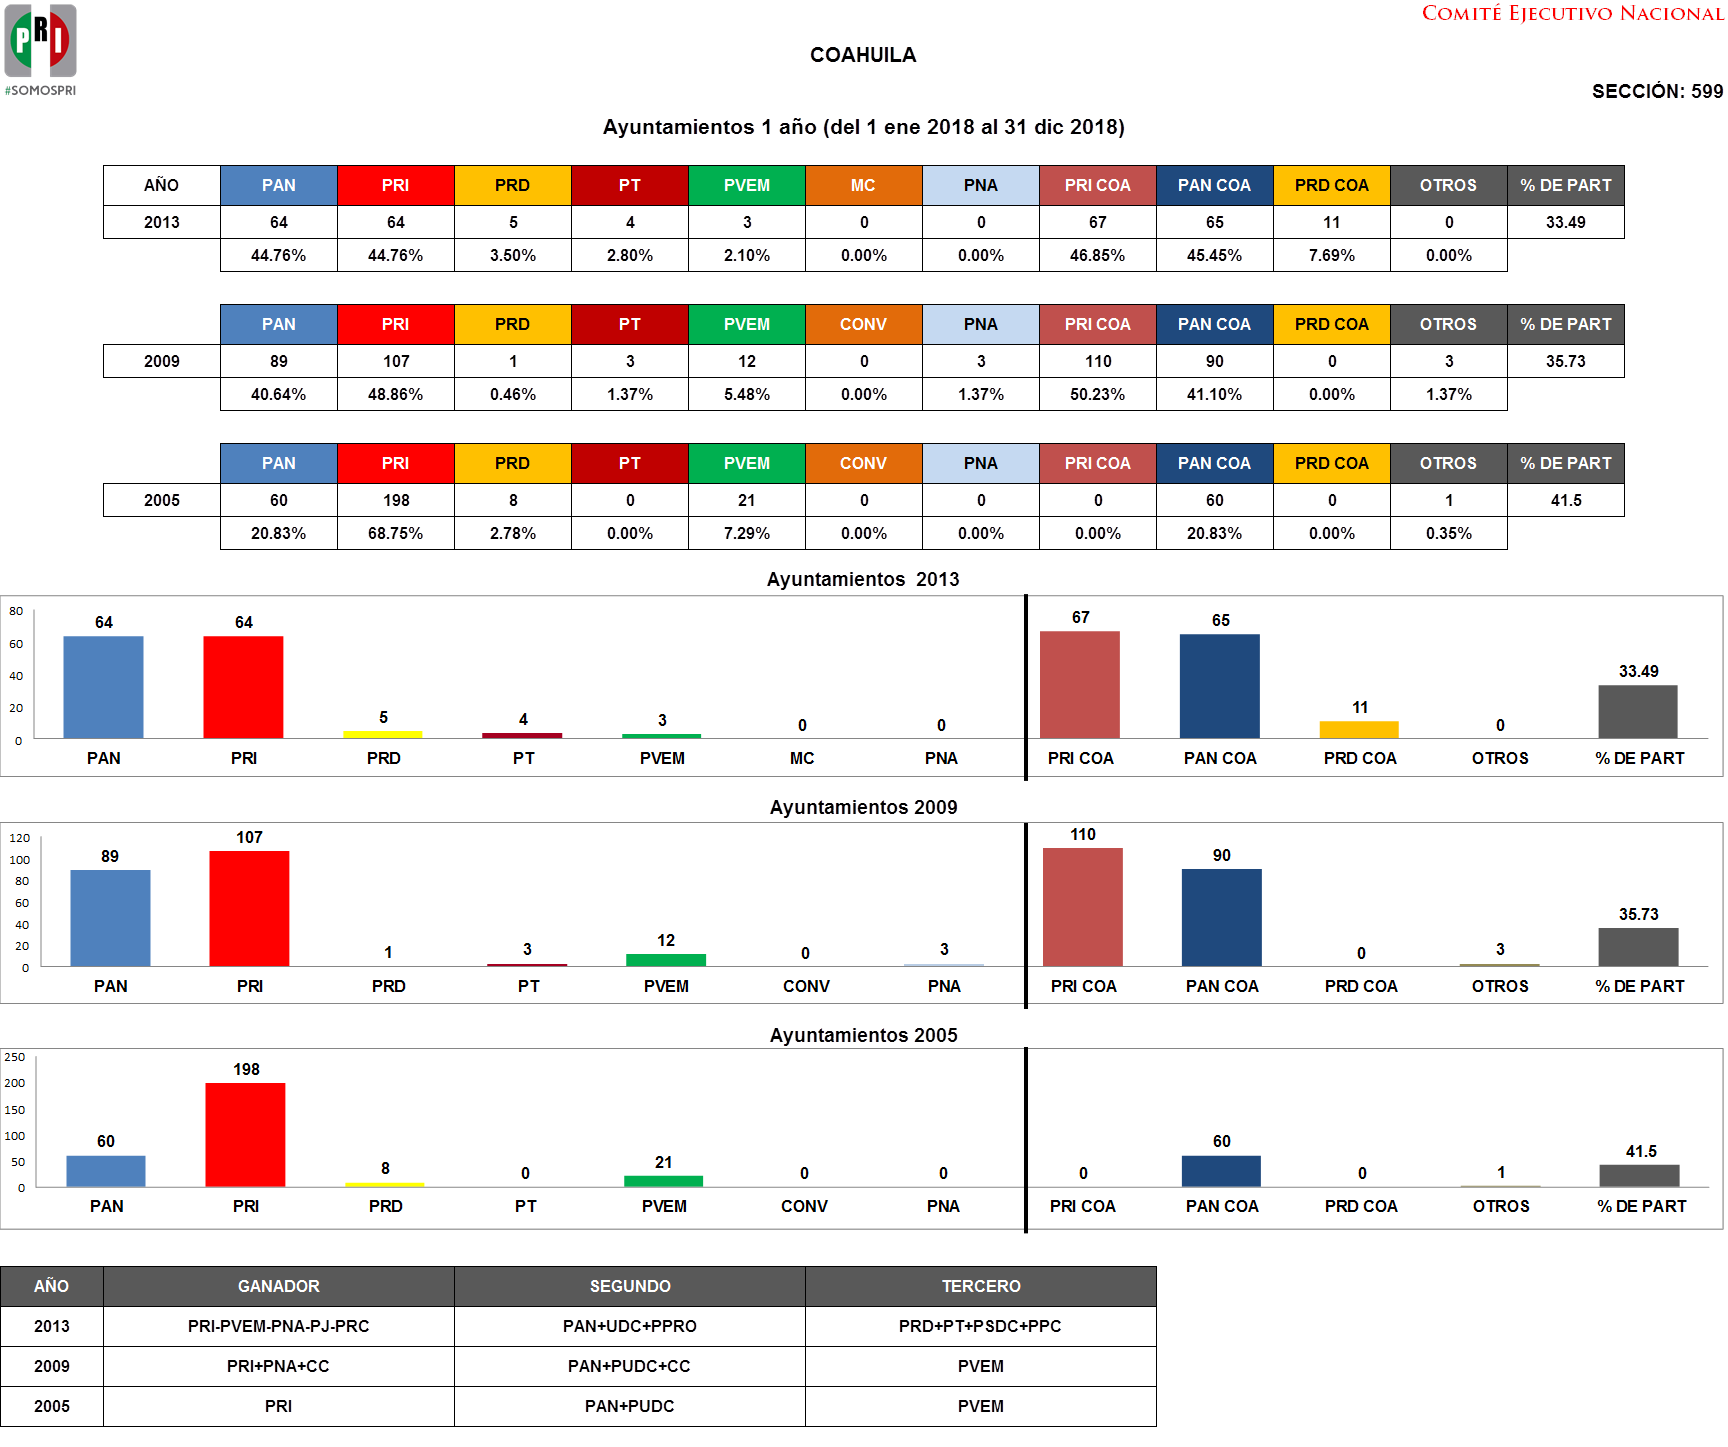 COMITÉ EJECUTIVO NACIONAL
PRI
#SOMOSPRI
COAHUILA
SECCIÓN: 599
Ayuntamientos 1 año (del 1 ene 2018 al 31 dic 2018)
AÑO PAN PRI PRD PT PVEM MC PNA PRI COA PAN COA PRD COA OTROS % DE PART
2013 64 64 5 4 3 0 0 67 65 11 0 33.49
44.76% 44.76% 3.50% 2.80% 2.10% 0.00% 0.00% 46.85% 45.45% 7.69% 0.00%
PAN PRI PRD PT PVEM CONV PNA PRI COA PAN COA PRD COA OTROS % DE PART
2009 89 107 1 3 12 0 3 110 90 0 3 35.73
40.64% 48.86% 0.46% 1.37% 5.48% 0.00% 1.37% 50.23% 41.10% 0.00% 1.37%
PAN PRI PRD PT PVEM CONV PNA PRI COA PAN COA PRD COA OTROS % DE PART
2005 60 198 8 0 21 0 0 0 60 0 1 41.5
20.83% 68.75% 2.78% 0.00% 7.29% 0.00% 0.00% 0.00% 20.83% 0.00% 0.35%
Ayuntamientos 2013
80
60
40
20
0
64 64 5 4 3 0 0 67 65 11 0 33.49
PAN PRI PRD PT PVEM MC PNA PRI COA PAN COA PRD COA OTROS % DE PART
Ayuntamientos 2009
120
100
80
60
40
20
0
89 107 1 3 12 0 3 110 90 0 3 35.73
PAN PRI PRD PT PVEM CONV PNA PRI COA PAN COA PRD COA OTROS % DE PART
Ayuntamientos 2005
250
200
150
100
50
0
60 198 8 0 21 0 0 0 60 0 1 41.5
PAN PRI PRD PT PVEM CONV PNA PRI COA PAN COA PRD COA OTROS % DE PART
AÑO GANADOR SEGUNDO TERCERO
2013 PRI-PVEM-PNA-PJ-PRC PAN+UDC+PPRO PRD+PT+PSDC+PPC
2009 PRI+PNA+CC PAN+PUDC+CC PVEM
2005 PRI PAN+PUDC PVEM